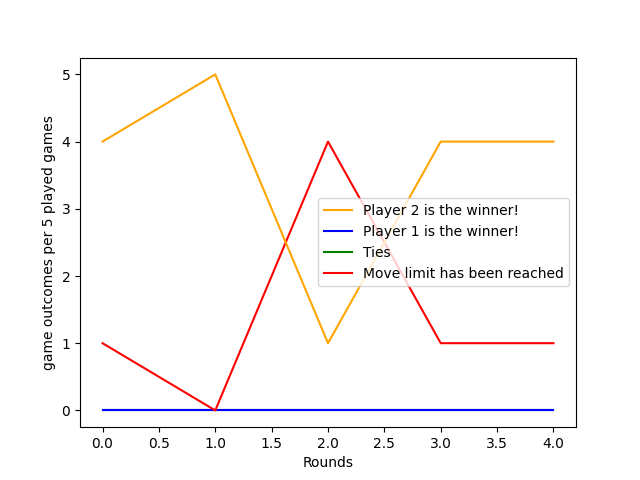 5
4
3
2
1
0
game outcomes per 5 played games
Player 2 is the winner!
Player 1 is the winner!
Ties
Move limit has been reached
0.0 0.5 1.0 1.5 2.0 2.5 3.0 3.5 4.0
Rounds